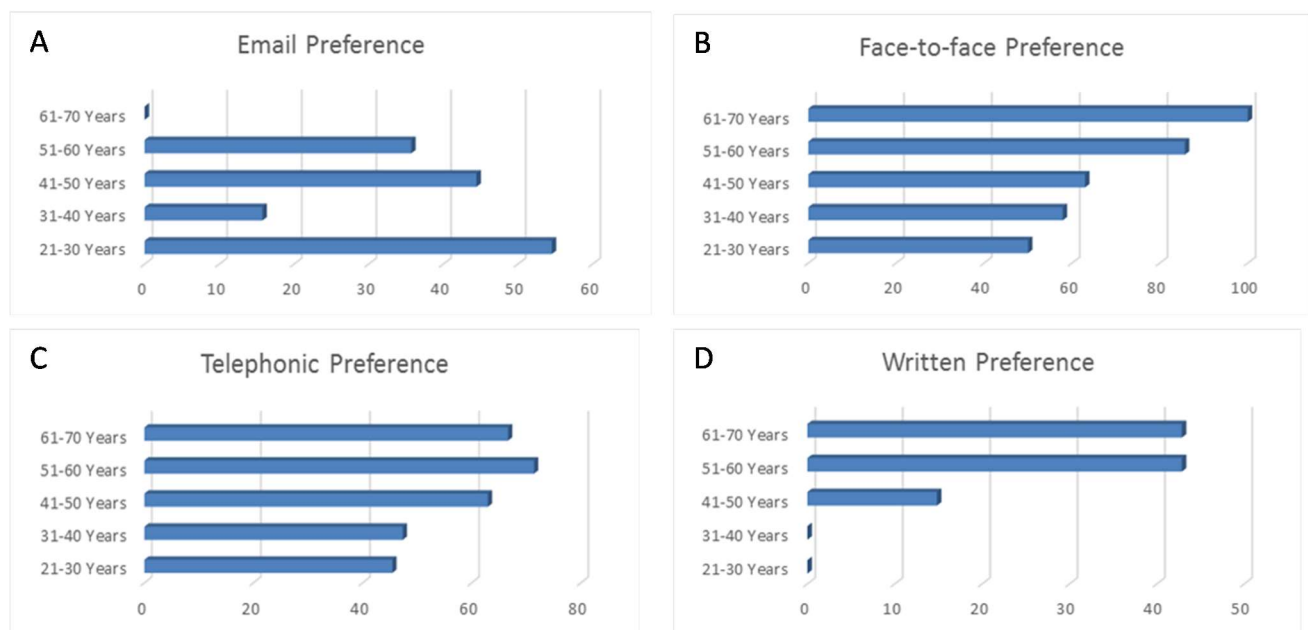 A
Email Preference
61-70 Years
51-60 Years
41-50 Years
31-40 Years
21-30 Years
0 10 20 30 40 50 60
B
Face-to-face Preference
61-70 Years
51-60 Years
41-50 Years
31-40 Years
21-30 Years
0 20 40 60 80 100
C
Telephonic Preference
61-70 Years
51-60 Years
41-50 Years
31-40 Years
21-30 Years
0 20 40 60 80
D
Written Preference
61-70 Years
51-60 Years
41-50 Years
31-40 Years
21-30 Years
0 10 20 30 40 50